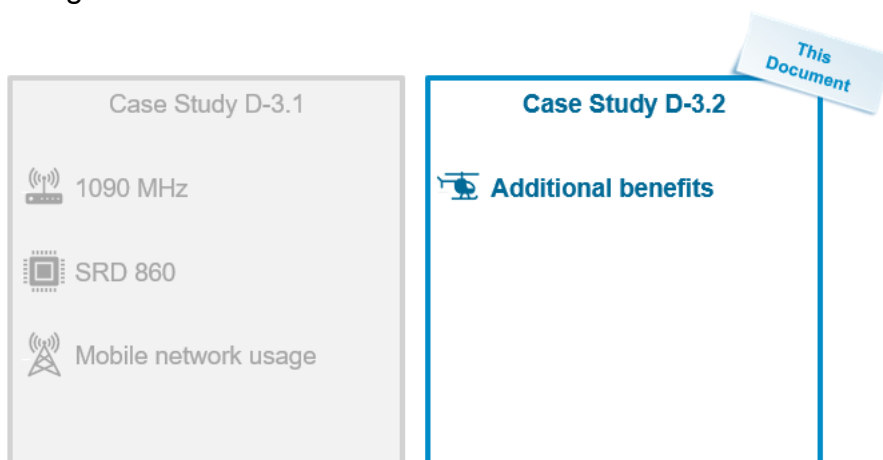 This
Document
Case Study D-3.1
1090 MHz
SRD 860
Mobile network usage
Case Study D-3.2
Additional benefits